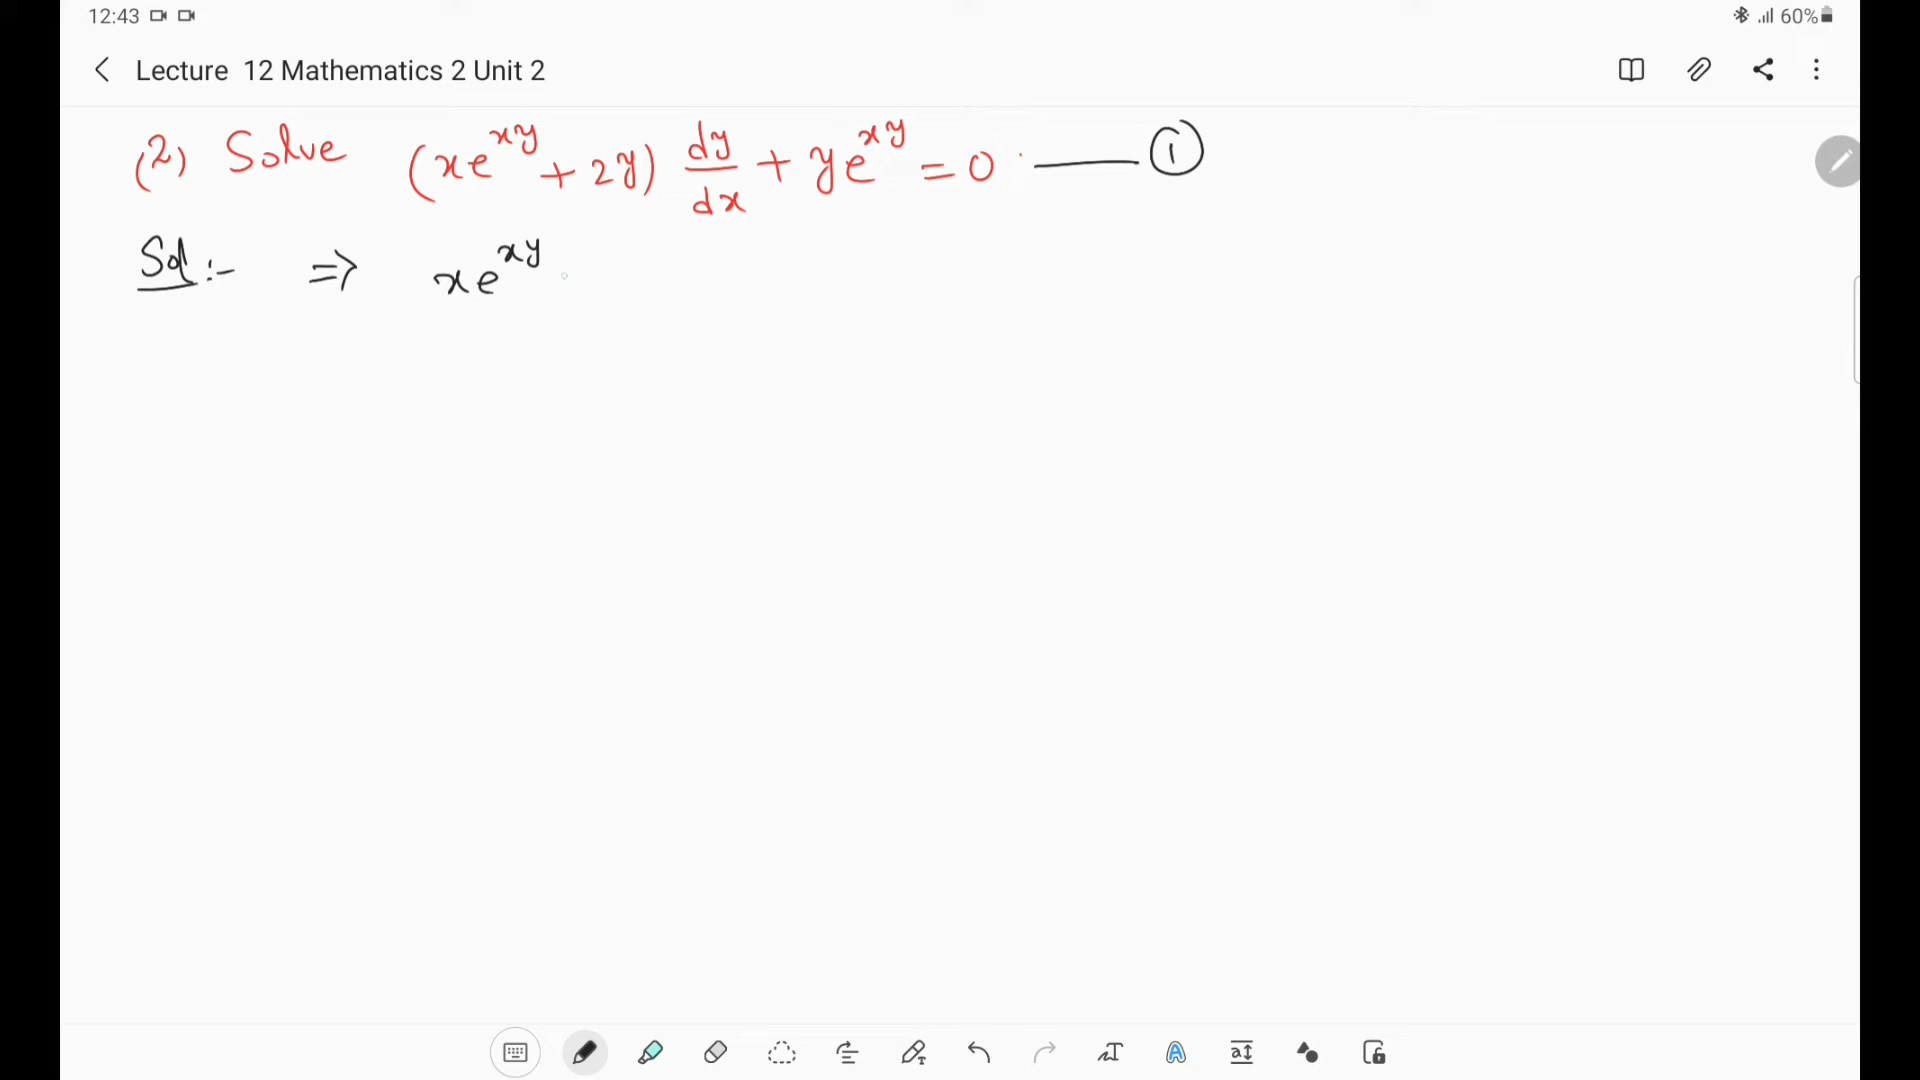 12:43 60%
Lecture 12 Mathematics 2 Unit 2
(2) Solve (xe^{xy} + 2y) dy/dx + ye^{xy} = 0 —— ①
Sol :- ⇒ xe^{xy}